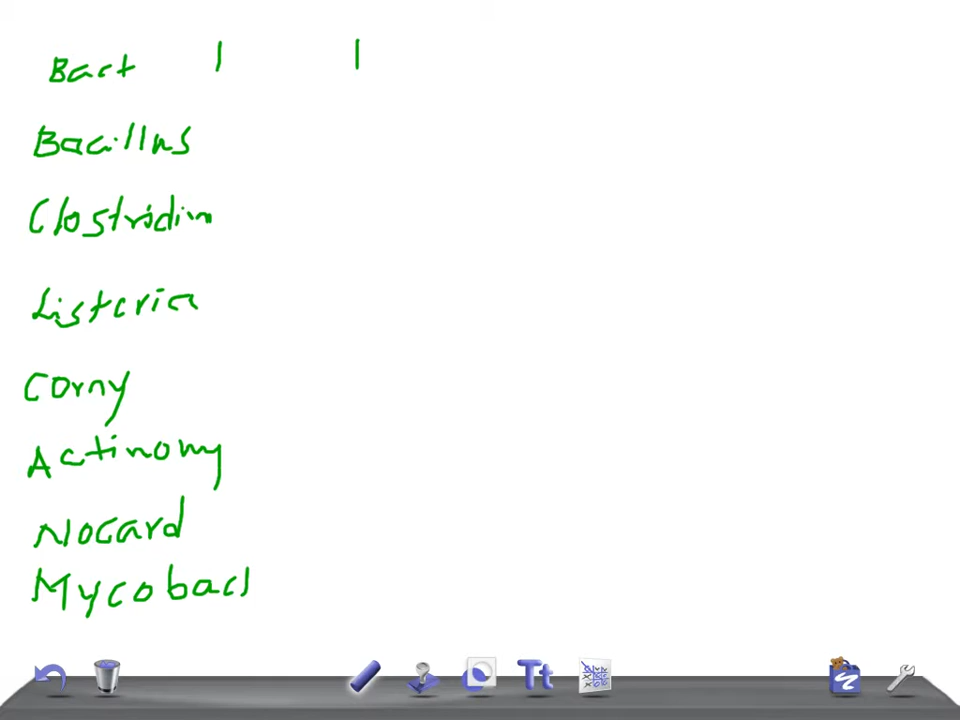 Bact | |
Bacillus
Clostridium
Listeria
Corny
Actinomy
Nocard
Mycobact